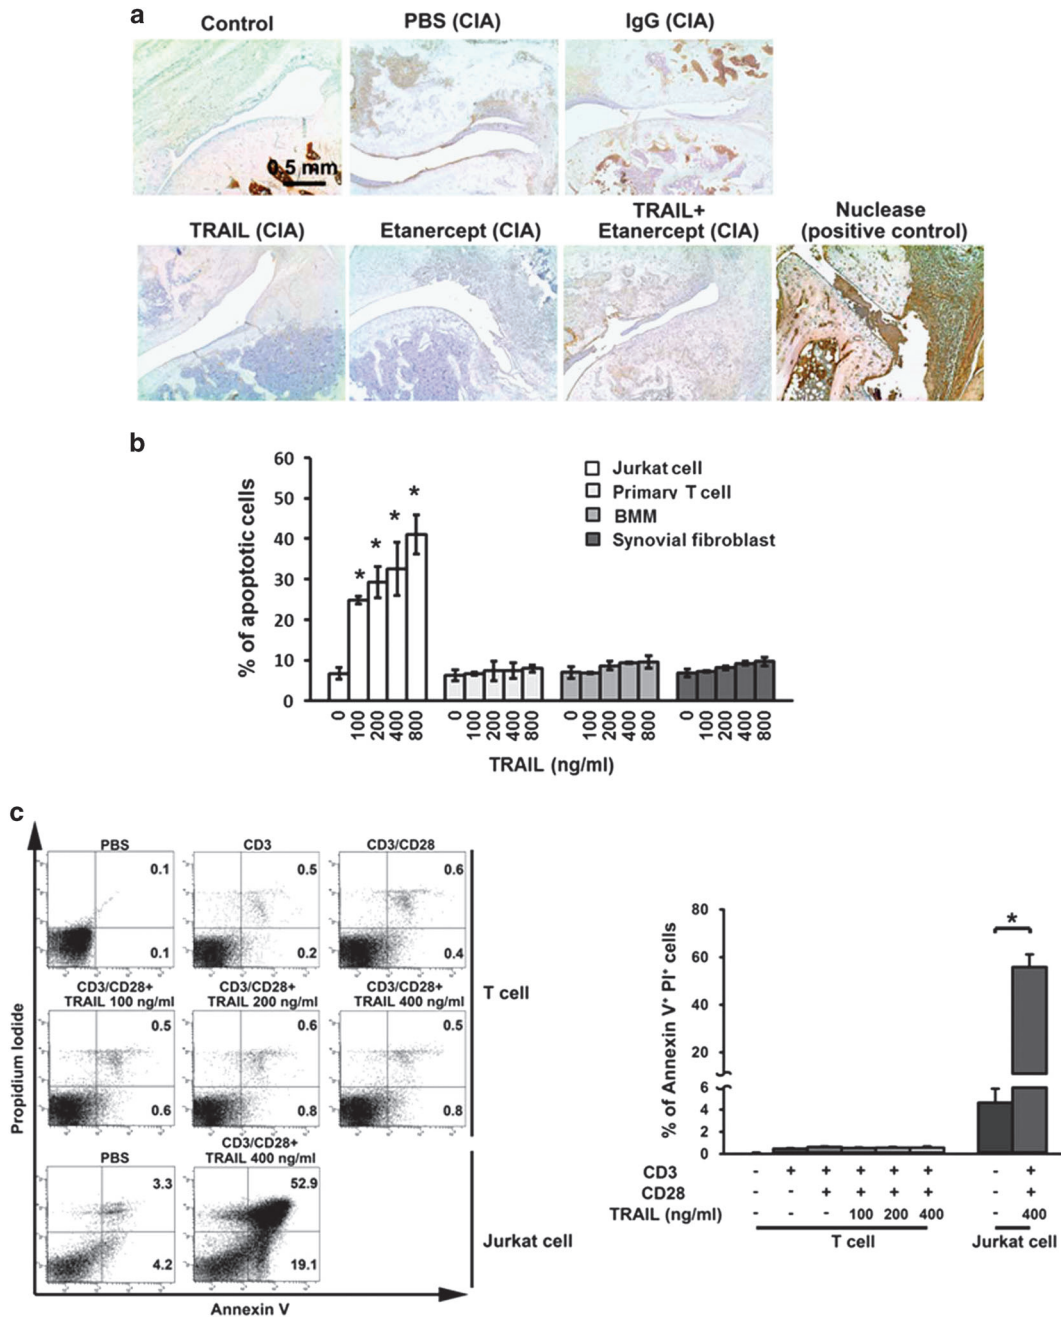 a
Control
PBS (CIA)
IgG (CIA)
0.5 mm
TRAIL (CIA)
Etanercept (CIA)
TRAIL+
Etanercept (CIA)
Nuclease
(positive control)
b
% of apoptotic cells
60
50
40
30
20
10
0
* * * *
Jurkat cell
Primary T cell
BMM
Synovial fibroblast
0 100 200 400 800 0 100 200 400 800 0 100 200 400 800 0 100 200 400 800
TRAIL (ng/ml)
c
Propidium Iodide
PBS
0.1
0.1
CD3
0.5
0.2
CD3/CD28
0.6
0.4
CD3/CD28+
TRAIL 100 ng/ml
0.5
0.6
CD3/CD28+
TRAIL 200 ng/ml
0.6
0.8
CD3/CD28+
TRAIL 400 ng/ml
0.5
0.8
T cell
PBS
3.3
4.2
CD3/CD28+
TRAIL 400 ng/ml
52.9
19.1
Jurkat cell
Annexin V
% of Annexin V⁺ PI⁺ cells
80
60
40
20
6
4
2
0
*
CD3 - + + + + + - +
CD28 - - + + + + - +
TRAIL (ng/ml) - - - 100 200 400 - 400
T cell
Jurkat cell